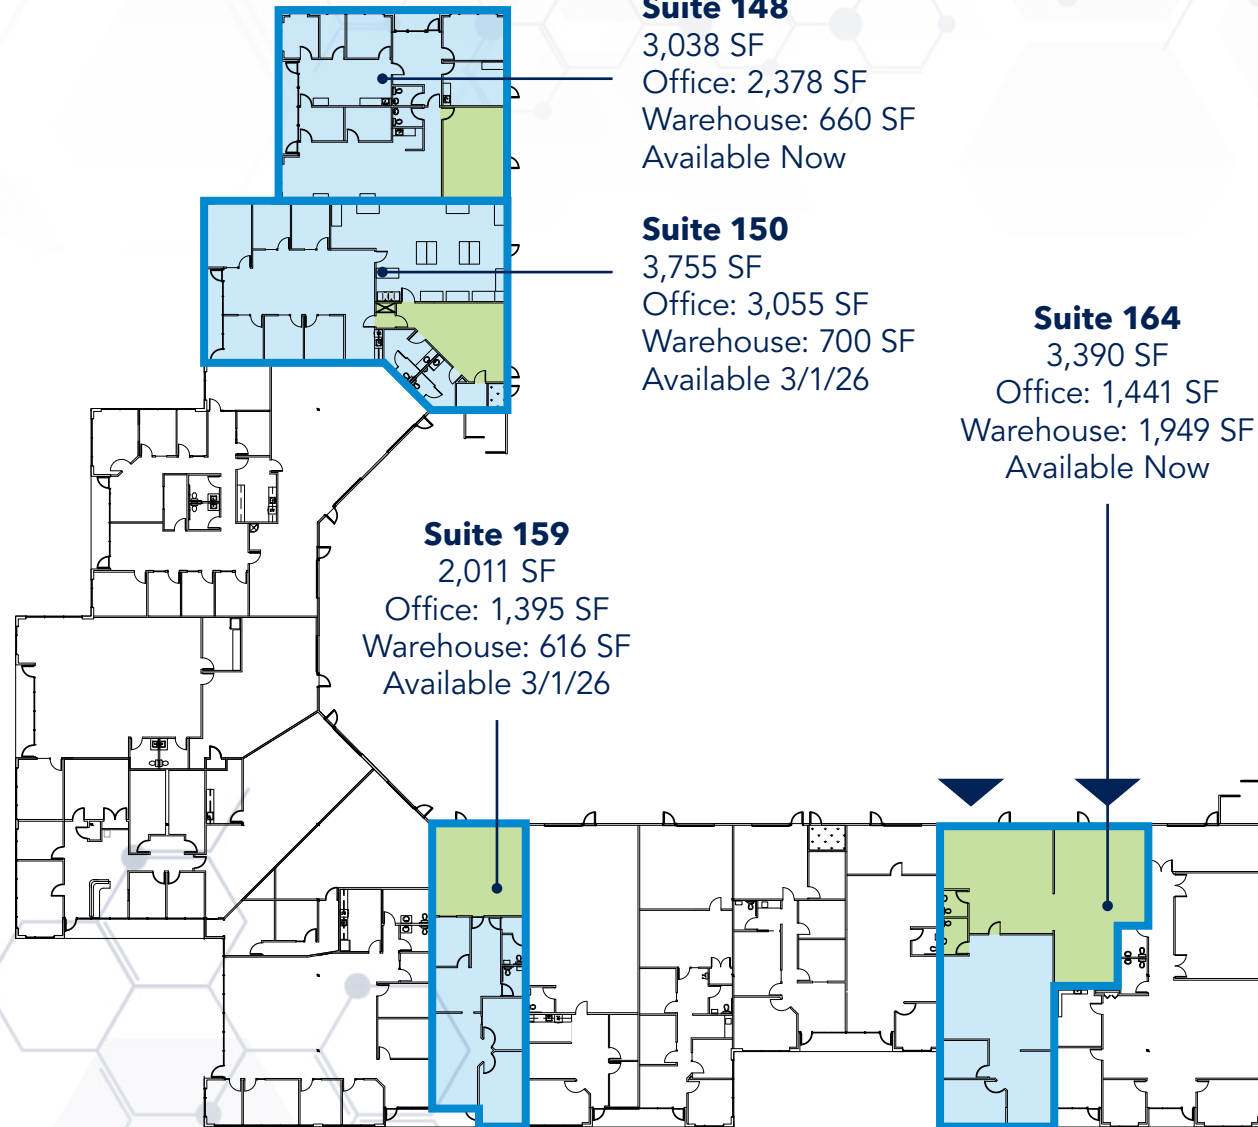 Suite 148
3,038 SF
Office: 2,378 SF
Warehouse: 660 SF
Available Now
Suite 150
3,755 SF
Office: 3,055 SF
Warehouse: 700 SF
Available 3/1/26
Suite 164
3,390 SF
Office: 1,441 SF
Warehouse: 1,949 SF
Available Now
Suite 159
2,011 SF
Office: 1,395 SF
Warehouse: 616 SF
Available 3/1/26